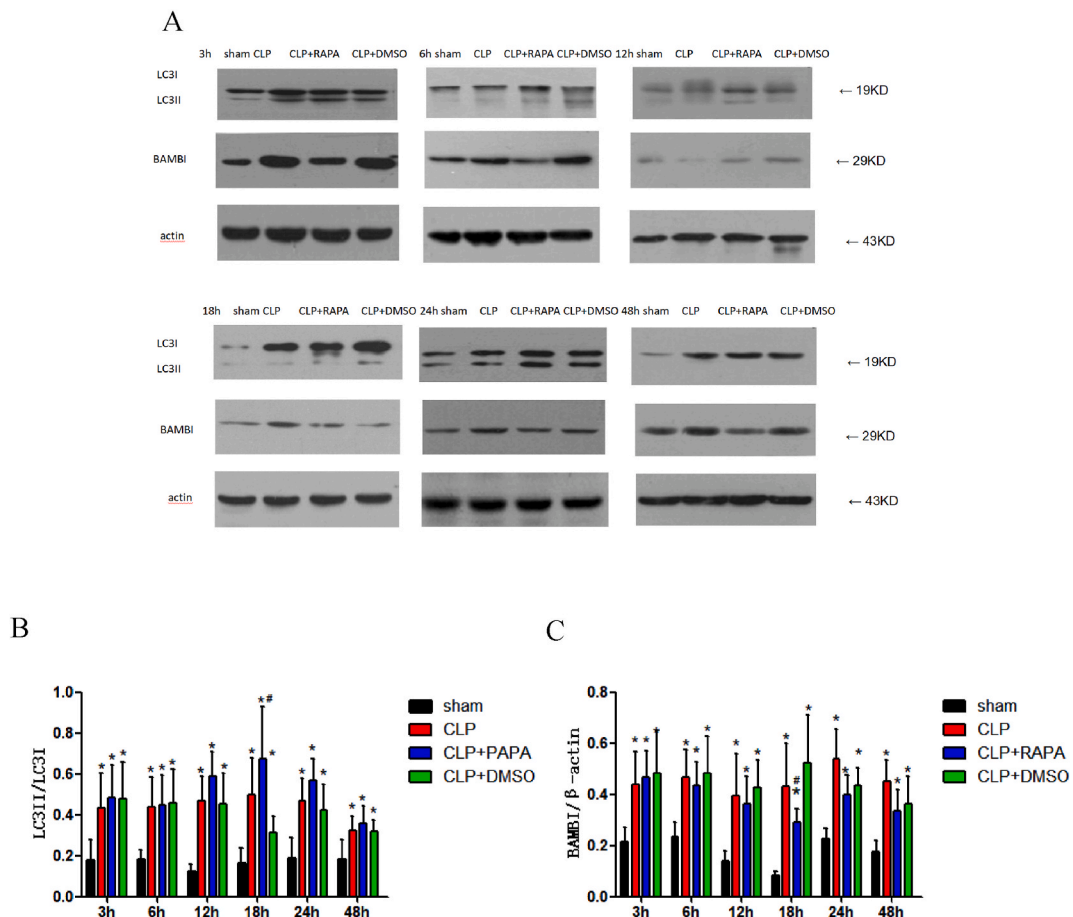 A
3h sham CLP CLP+RAPA CLP+DMSO 6h sham CLP CLP+RAPA CLP+DMSO 12h sham CLP CLP+RAPA CLP+DMSO
LC3I
← 19KD
LC3II
BAMBI ← 29KD
actin ← 43KD
18h sham CLP CLP+RAPA CLP+DMSO 24h sham CLP CLP+RAPA CLP+DMSO 48h sham CLP CLP+RAPA CLP+DMSO
LC3I
← 19KD
LC3II
BAMBI ← 29KD
actin ← 43KD
B
LC3II/LC3I
1.0
0.8
0.6
0.4
0.2
0.0
* * * * * * * * * * * # * * * * * * *
3h 6h 12h 18h 24h 48h
sham
CLP
CLP+PAPA
CLP+DMSO
C
BAMBI/β-actin
0.8
0.6
0.4
0.2
0.0
* * * * * * * * * * # * * * * * * * *
3h 6h 12h 18h 24h 48h
sham
CLP
CLP+RAPA
CLP+DMSO